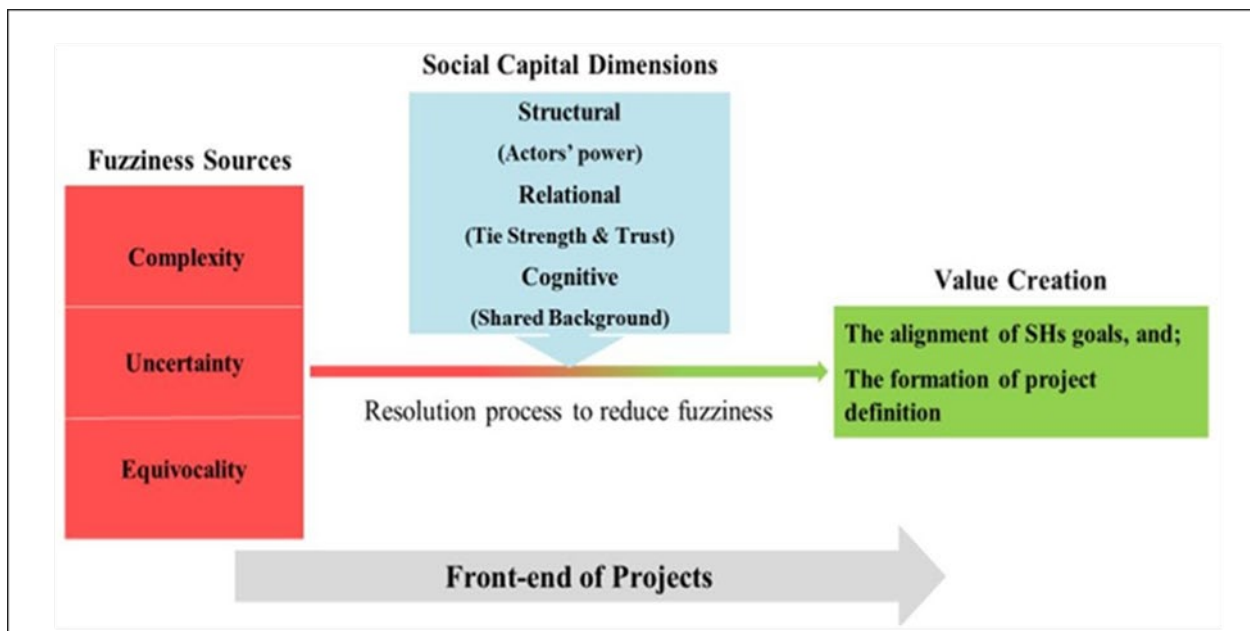 Social Capital Dimensions
Structural
(Actors' power)
Relational
(Tie Strength & Trust)
Cognitive
(Shared Background)
Fuzziness Sources
Complexity
Uncertainty
Equivocality
Resolution process to reduce fuzziness
Value Creation
The alignment of SHs goals, and;
The formation of project
definition
Front-end of Projects